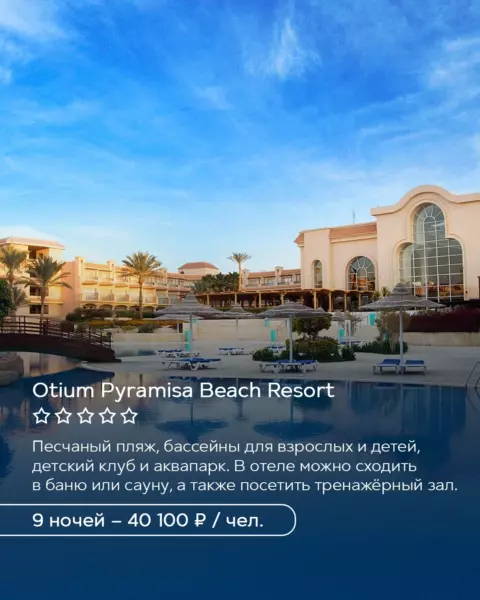 Otium Pyramisa Beach Resort
Песчаный пляж, бассейны для взрослых и детей,
детский клуб и аквапарк. В отеле можно сходить
в баню или сауну, а также посетить тренажёрный зал.
9 ночей – 40 100 ₽ / чел.